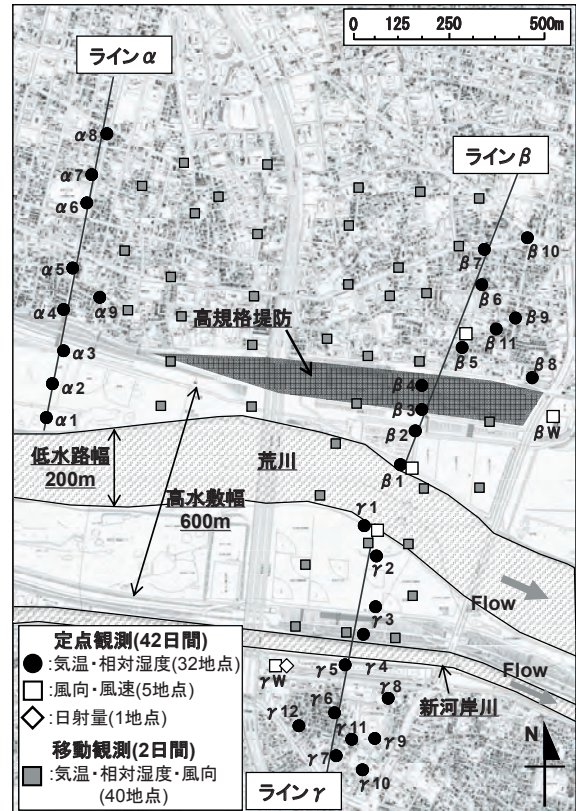 0 125 250 500m
ライン α
α8
α7
α6
α5
α4
α9
α3
α2
α1
ライン β
β10
β7
β6
β9
β11
β5
β8
β4
β3
β2
βW
β1
高規格堤防
低水路幅
200m
荒川
高水敷幅
600m
γ1
γ2
γ3
γ4
γ5
γW
γ6
γ8
γ12
γ11
γ9
γ7
γ10
Flow
Flow
新河岸川
ライン γ
N
定点観測(42日間)
:気温・相対湿度(32地点)
:風向・風速(5地点)
:日射量(1地点)
移動観測(2日間)
:気温・相対湿度・風向
(40地点)